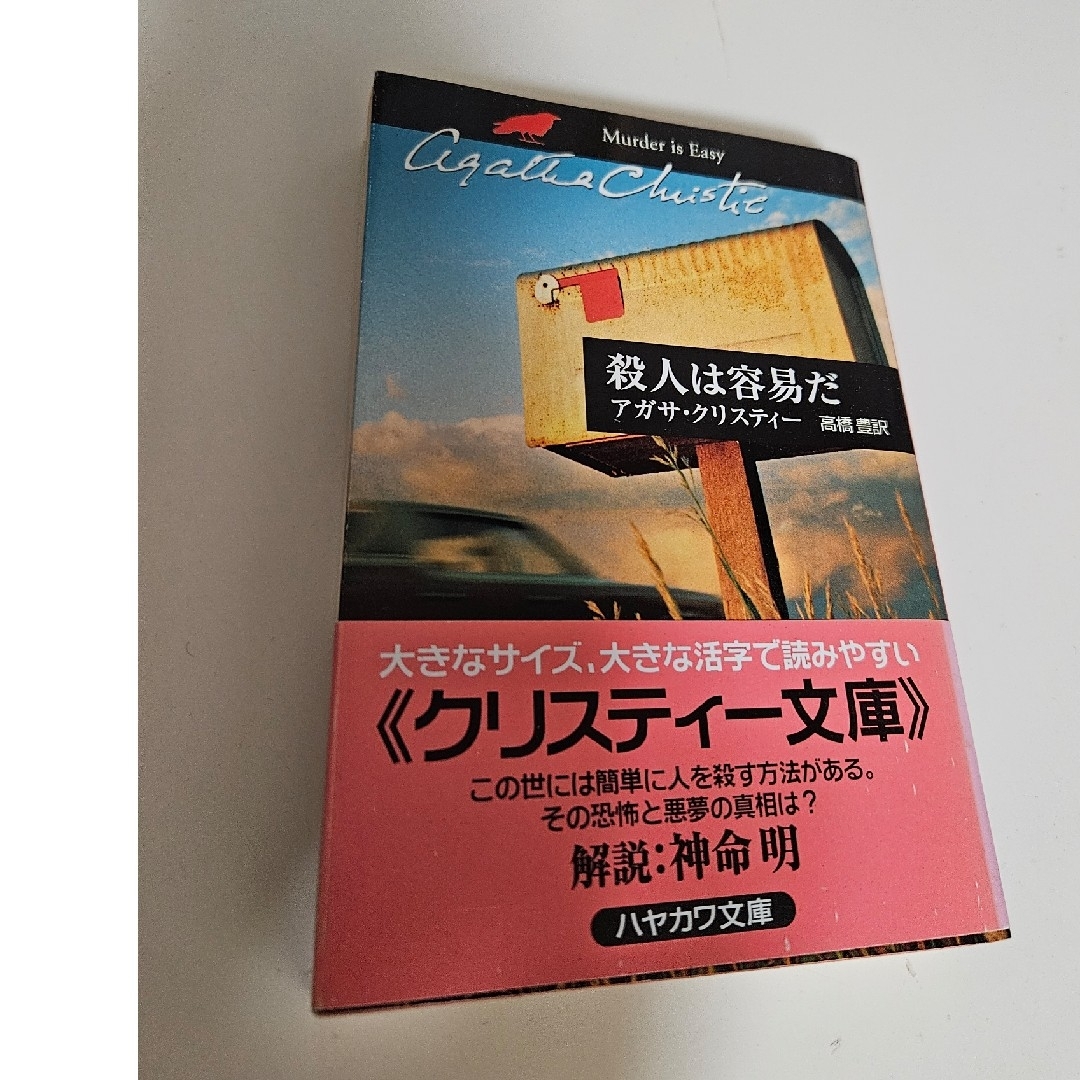 Murder is Easy
Agatha Christie
殺人は容易だ
アガサ・クリスティー 高橋 豊訳
大きなサイズ、大きな活字で読みやすい
《クリスティー文庫》
この世には簡単に人を殺す方法がある。
その恐怖と悪夢の真相は？
解説：神命 明
ハヤカワ文庫